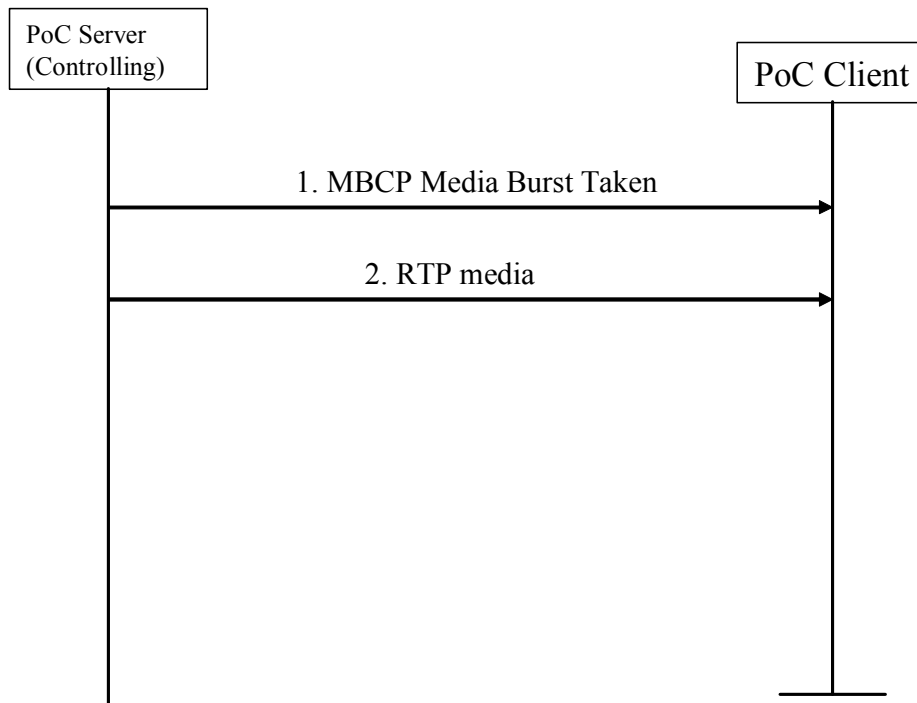 PoC Server
(Controlling)
PoC Client
1. MBCP Media Burst Taken
2. RTP media